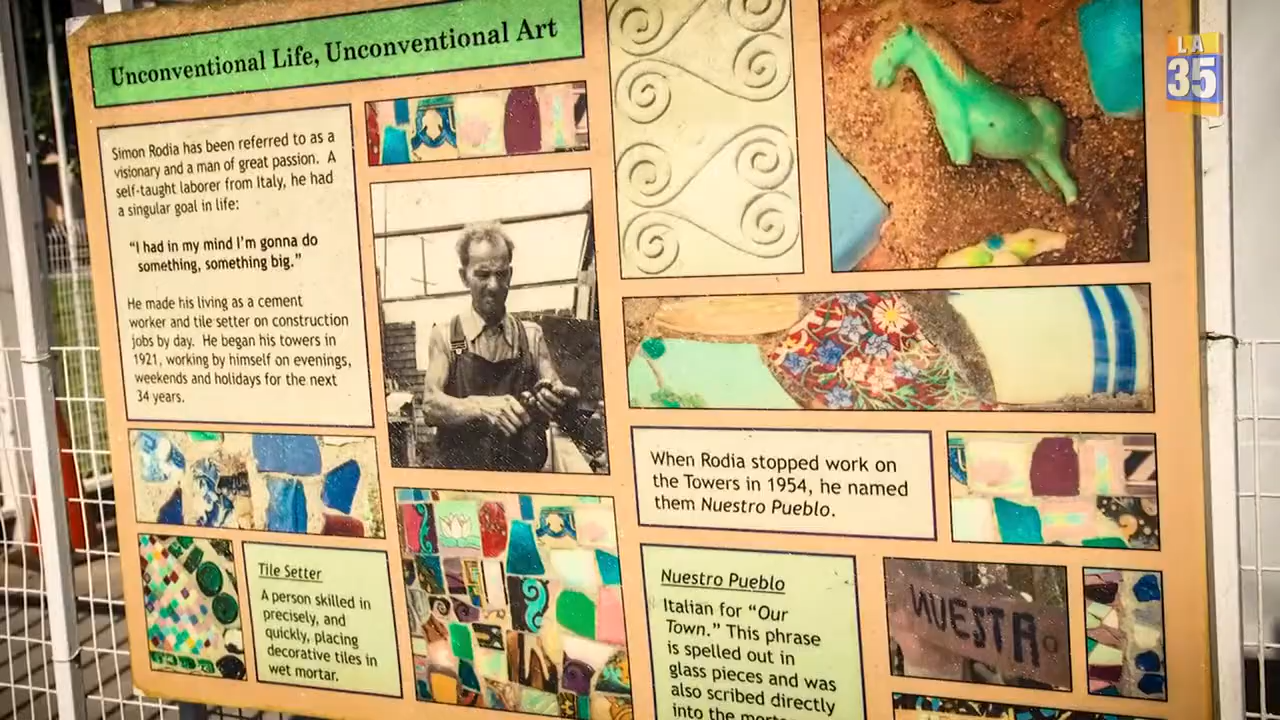 Unconventional Life, Unconventional Art
Simon Rodia has been referred to as a
visionary and a man of great passion. A
self-taught laborer from Italy, he had
a singular goal in life:
“I had in my mind I’m gonna do
something, something big.”
He made his living as a cement
worker and tile setter on construction
jobs by day. He began his towers in
1921, working by himself on evenings,
weekends and holidays for the next
34 years.
Tile Setter
A person skilled in
precisely, and
quickly, placing
decorative tiles in
wet mortar.
When Rodia stopped work on
the Towers in 1954, he named
them Nuestro Pueblo.
Nuestro Pueblo
Italian for “Our
Town.” This phrase
is spelled out in
glass pieces and was
also scribed directly
into the
NUESTRO
LA
35